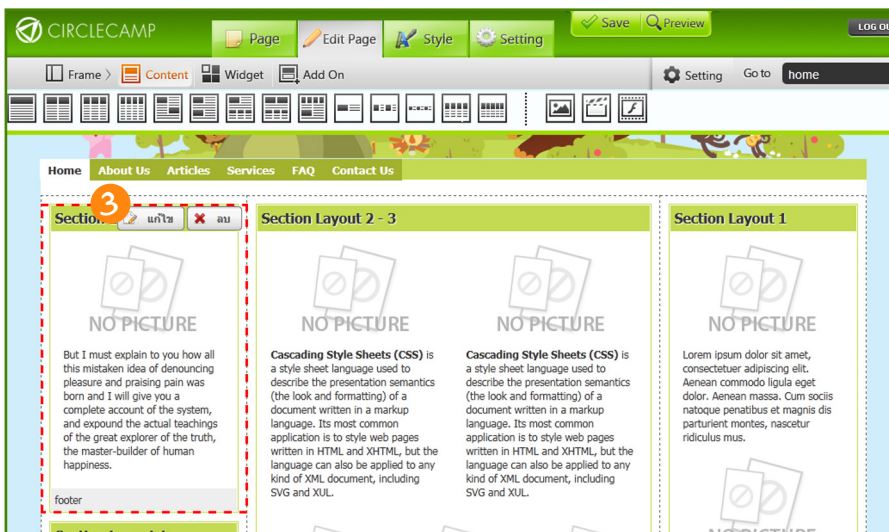 CIRCLECAMP
Page
Edit Page
Style
Setting
Save
Preview
LOG
Frame
Content
Widget
Add On
Setting
Go to
home
Home
About Us
Articles
Services
FAQ
Contact Us
3
แก้ไข
ลบ
Section Layout 2 - 3
Section Layout 1
NO PICTURE
NO PICTURE
NO PICTURE
NO PICTURE
But I must explain to you how all
this mistaken idea of denouncing
pleasure and praising pain was
born and I will give you a
complete account of the system,
and expound the actual teachings
of the great explorer of the truth,
the master-builder of human
happiness.
footer
Cascading Style Sheets (CSS) is
a style sheet language used to
describe the presentation semantics
(the look and formatting) of a
document written in a markup
language. Its most common
application is to style web pages
written in HTML and XHTML, but the
language can also be applied to any
kind of XML document, including
SVG and XUL.
Cascading Style Sheets (CSS) is
a style sheet language used to
describe the presentation semantics
(the look and formatting) of a
document written in a markup
language. Its most common
application is to style web pages
written in HTML and XHTML, but the
language can also be applied to any
kind of XML document, including
SVG and XUL.
Lorem ipsum dolor sit amet,
consectetuer adipiscing elit.
Aenean commodo ligula eget
dolor. Aenean massa. Cum sociis
natoque penatibus et magnis dis
parturient montes, nascetur
ridiculus mus.